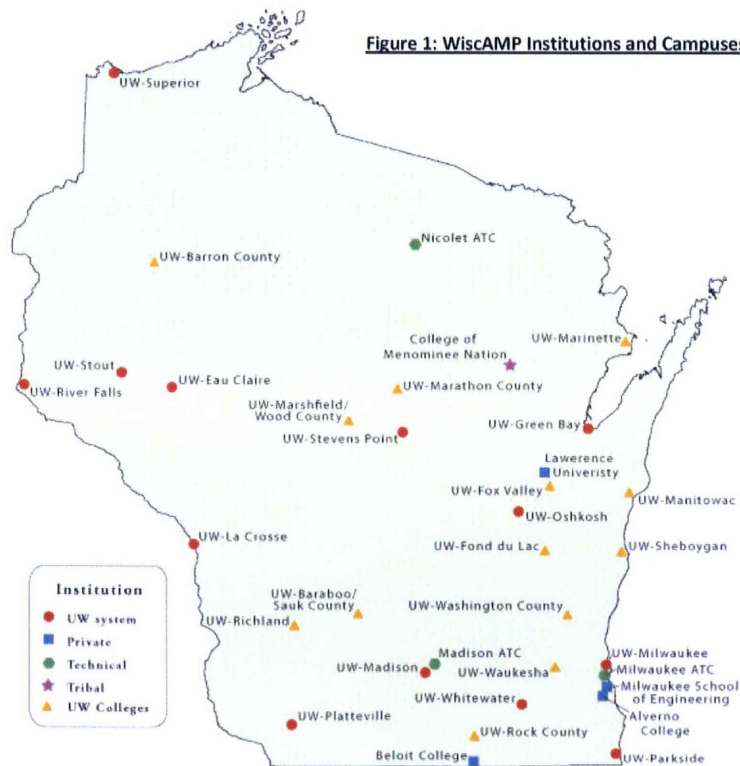 Figure 1: WiscAMP Institutions and Campuses
UW-Superior
Nicolet ATC
UW-Barron County
College of
Menominee Nation
UW-Marinette
UW-Stout
UW-River Falls
UW-Eau Claire
UW-Marathon County
UW-Marshfield/
Wood County
UW-Stevens Point
UW-Green Bay
Lawerence
Univeristy
UW-Fox Valley
UW-Manitowac
UW-Oshkosh
UW-La Crosse
UW-Fond du Lac
UW-Sheboygan
Institution
UW system
Private
Technical
Tribal
UW Colleges
UW-Baraboo/
Sauk County
UW-Richland
UW-Washington County
Madison ATC
UW-Madison
UW-Waukesha
UW-Milwaukee
Milwaukee ATC
Milwaukee School
of Engineering
Alverno
College
UW-Whitewater
UW-Platteville
UW-Rock County
Beloit College
UW-Parkside